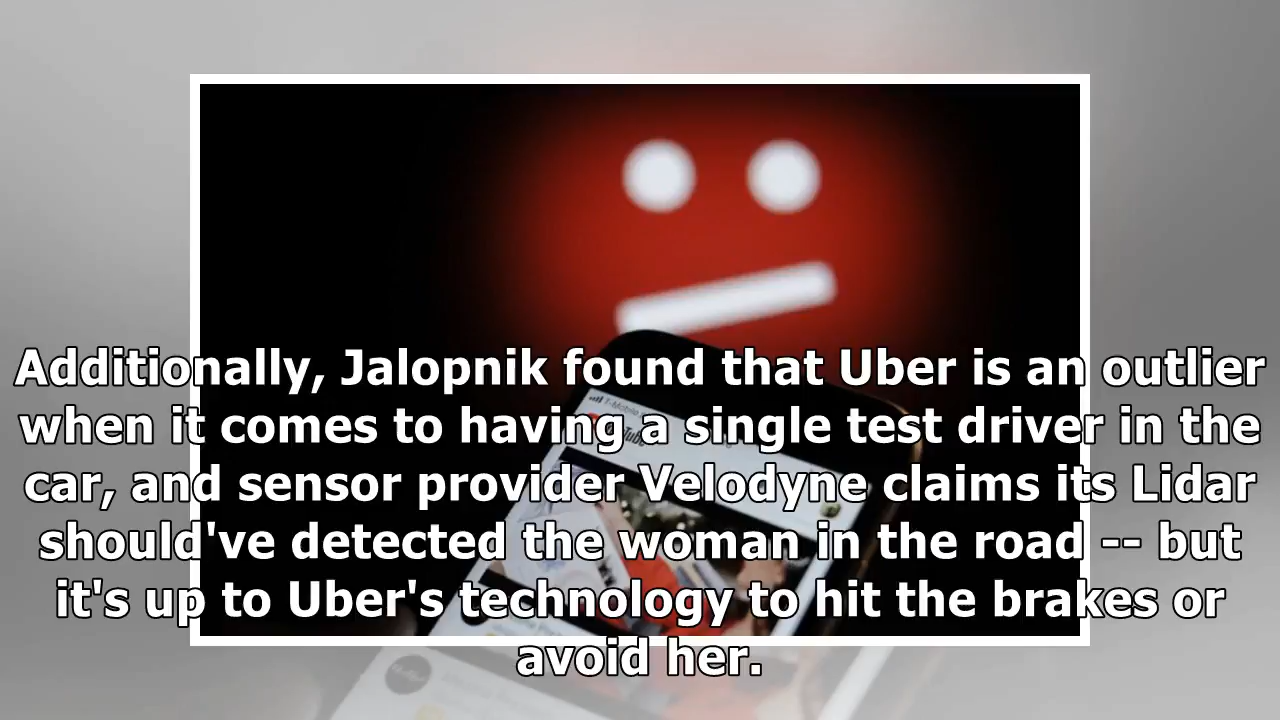 Additionally, Jalopnik found that Uber is an outlier
when it comes to having a single test driver in the
car, and sensor provider Velodyne claims its Lidar
should've detected the woman in the road -- but
it's up to Uber's technology to hit the brakes or
avoid her.
T-Mobile